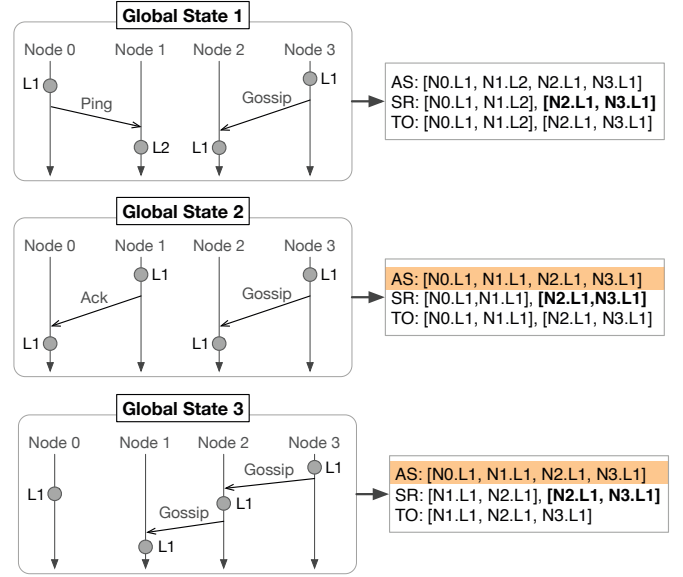 Global State 1
Node 0 Node 1 Node 2 Node 3
L1 L1
Ping Gossip
L2 L1
AS: [N0.L1, N1.L2, N2.L1, N3.L1]
SR: [N0.L1, N1.L2], [N2.L1, N3.L1]
TO: [N0.L1, N1.L2], [N2.L1, N3.L1]
Global State 2
Node 0 Node 1 Node 2 Node 3
L1 L1
Ack Gossip
L1 L1
AS: [N0.L1, N1.L1, N2.L1, N3.L1]
SR: [N0.L1,N1.L1], [N2.L1,N3.L1]
TO: [N0.L1, N1.L1], [N2.L1, N3.L1]
Global State 3
Node 0 Node 1 Node 2 Node 3
Gossip L1
L1 L1
Gossip
L1
AS: [N0.L1, N1.L1, N2.L1, N3.L1]
SR: [N1.L1, N2.L1], [N2.L1, N3.L1]
TO: [N1.L1, N2.L1, N3.L1]